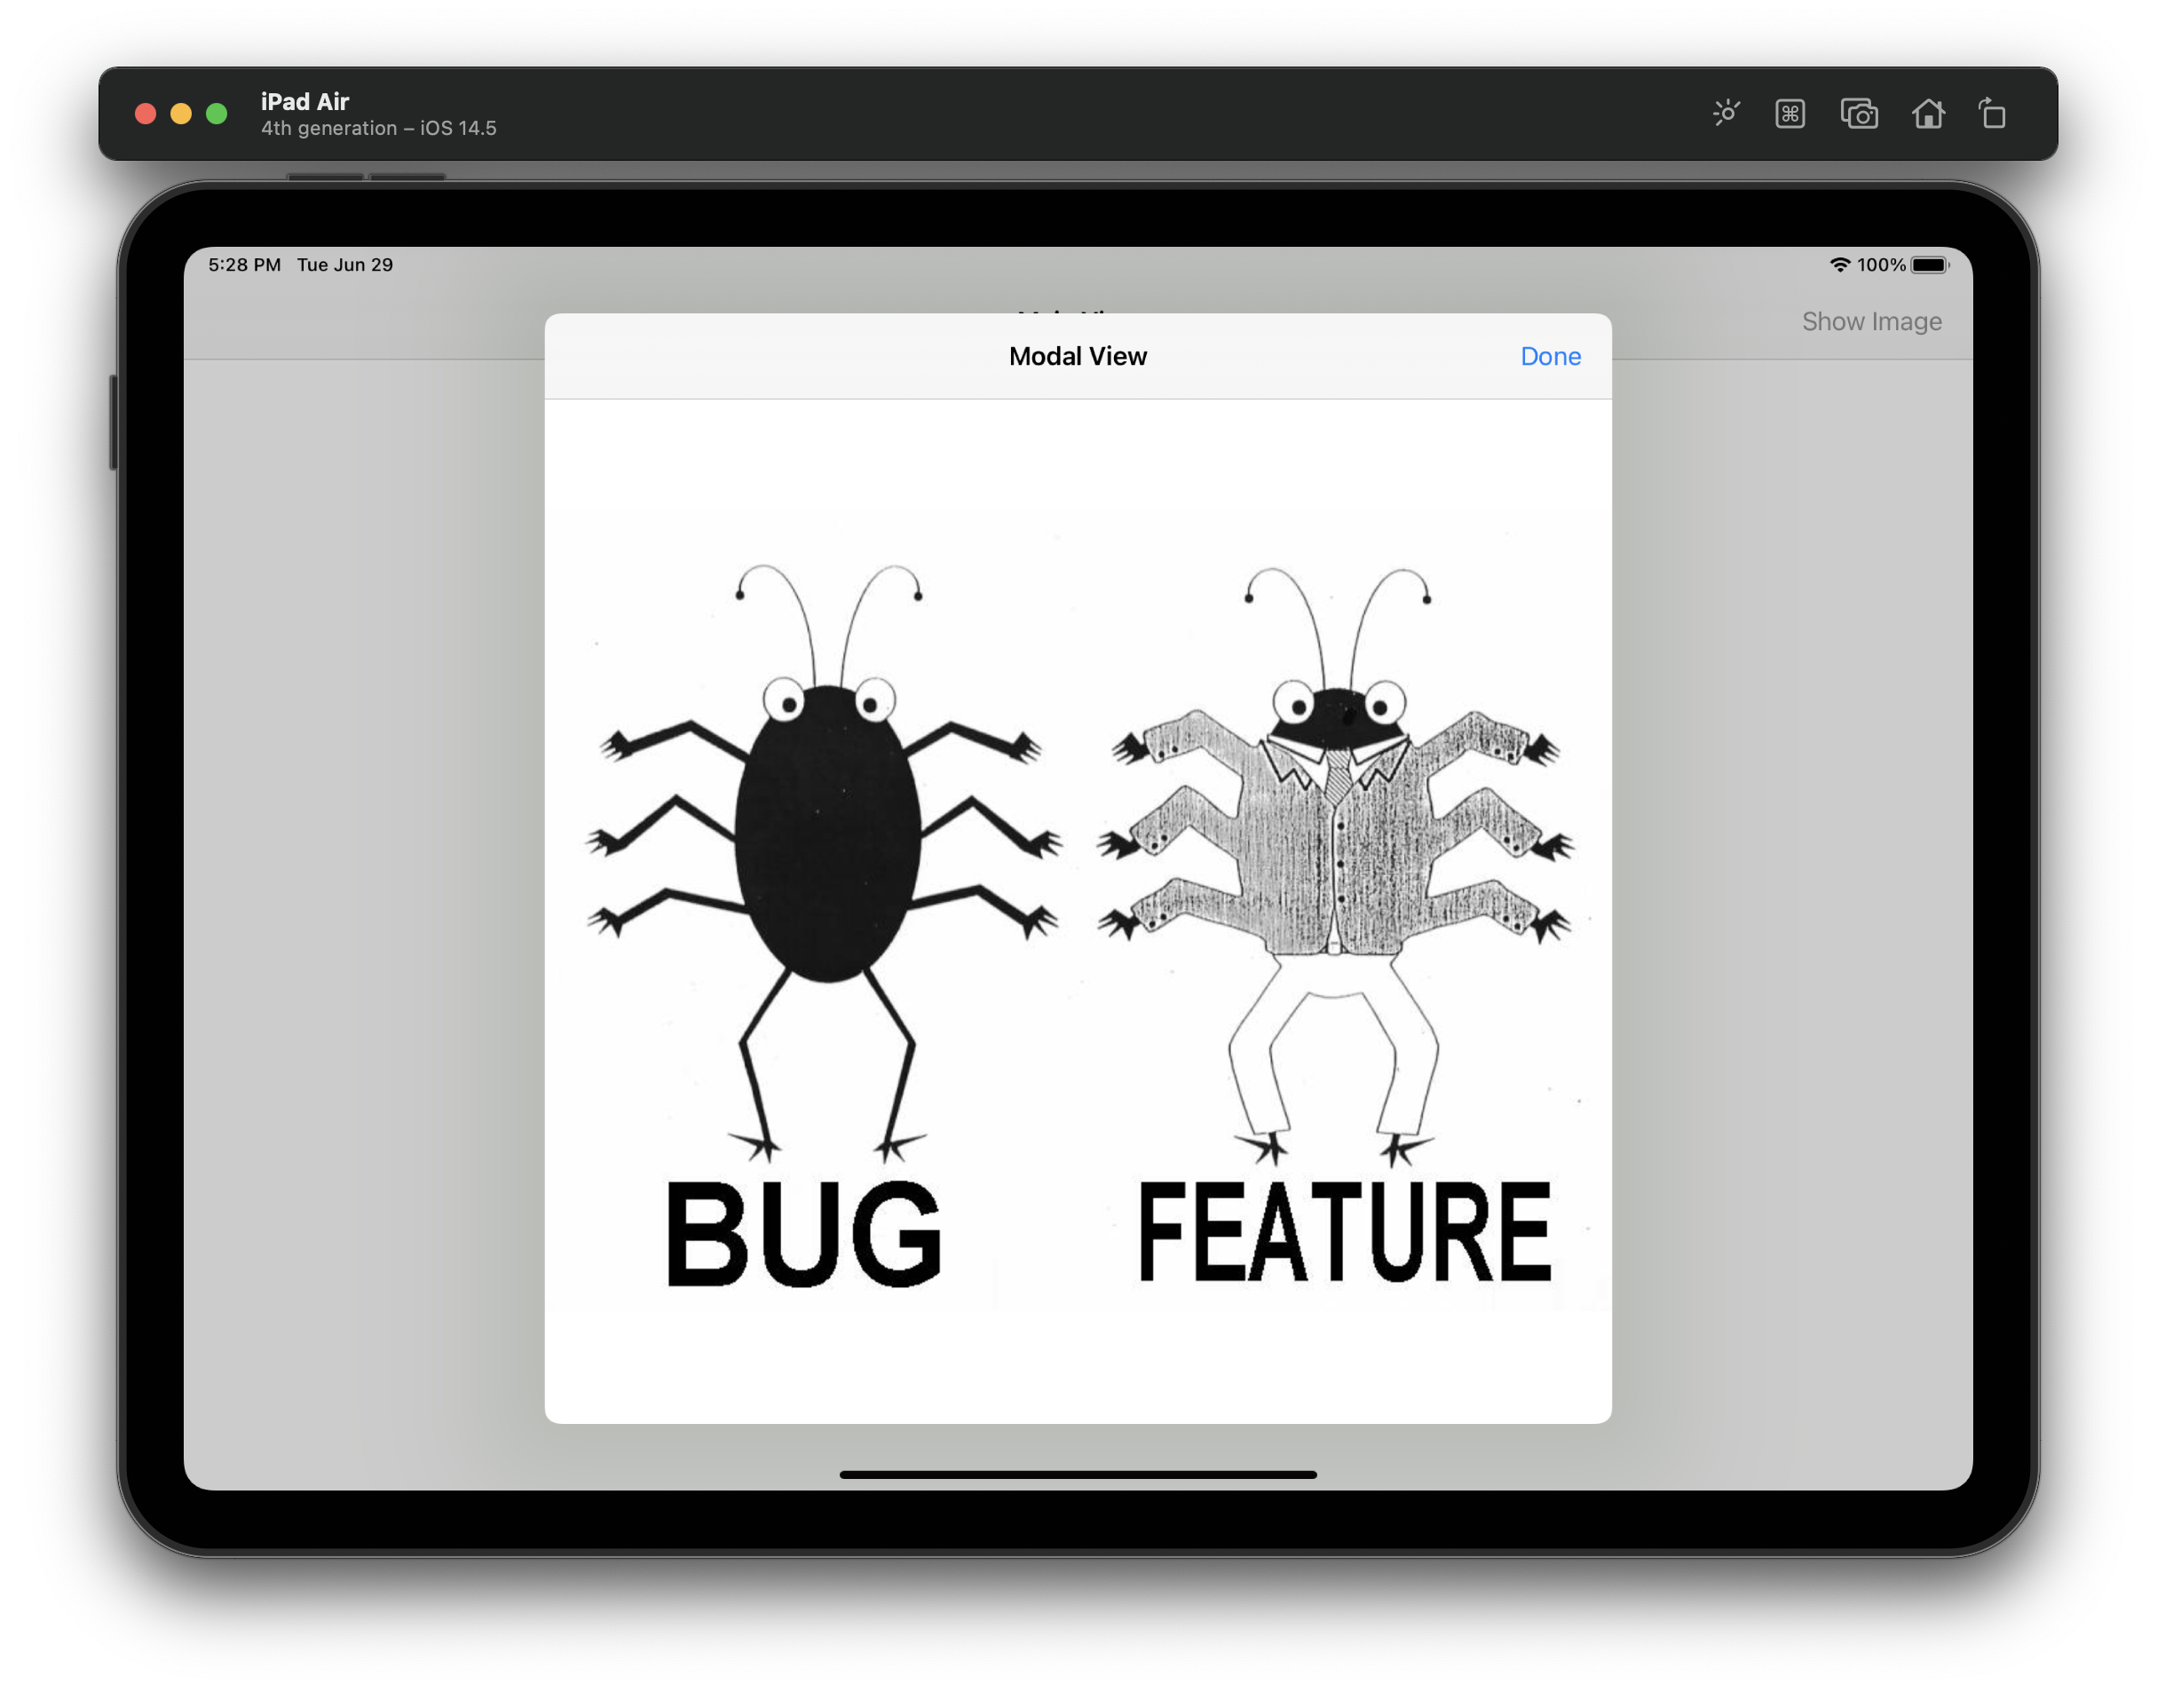 iPad Air
4th generation – iOS 14.5
5:28 PM Tue Jun 29
100%
Show Image
Modal View
Done
BUG
FEATURE